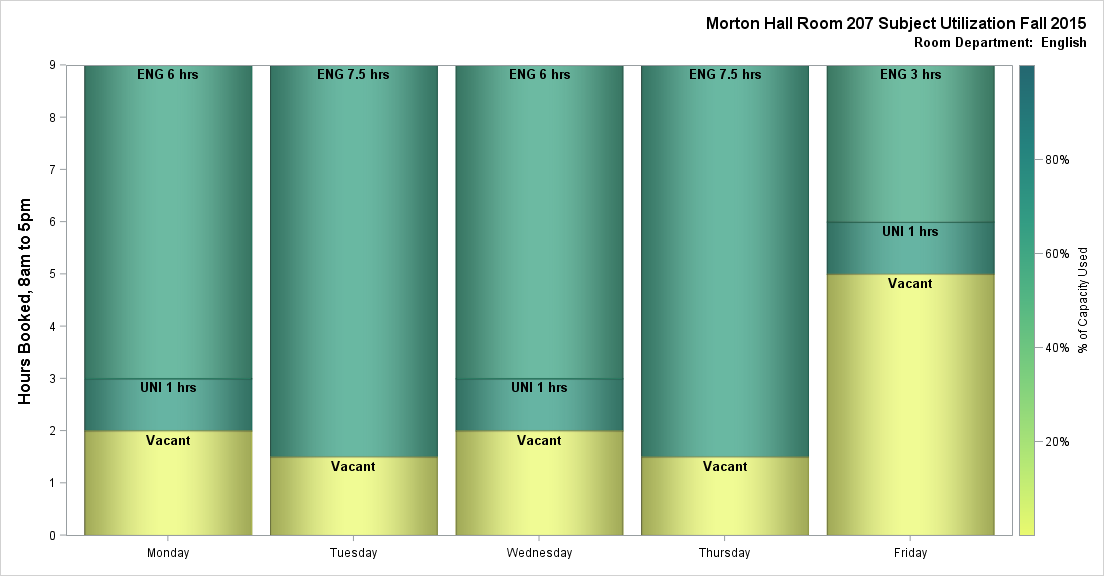 Morton Hall Room 207 Subject Utilization Fall 2015
Room Department:  English
Hours Booked, 8am to 5pm
9
8
7
6
5
4
3
2
1
0
ENG 6 hrs
UNI 1 hrs
Vacant
ENG 7.5 hrs
Vacant
ENG 6 hrs
UNI 1 hrs
Vacant
ENG 7.5 hrs
Vacant
ENG 3 hrs
UNI 1 hrs
Vacant
Monday
Tuesday
Wednesday
Thursday
Friday
80%
60%
40%
20%
% of Capacity Used